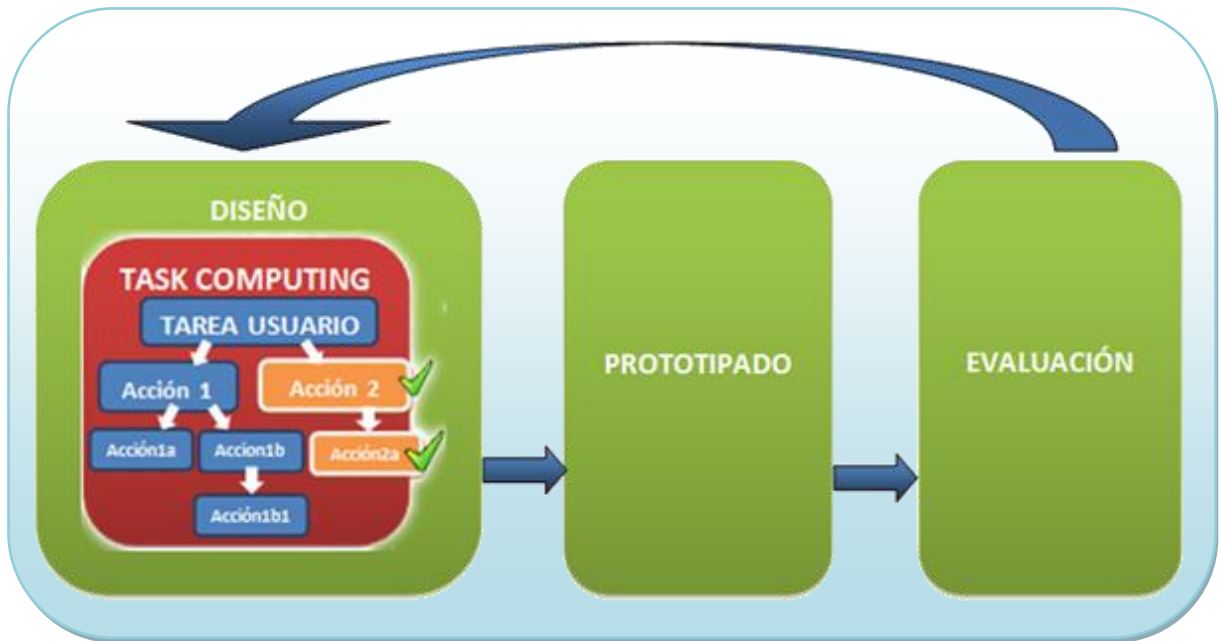 DISEÑO
TASK COMPUTING
TAREA USUARIO
Acción 1
Acción 2
Acción1a
Accion1b
Acción2a
Acción1b1
PROTOTIPADO
EVALUACIÓN